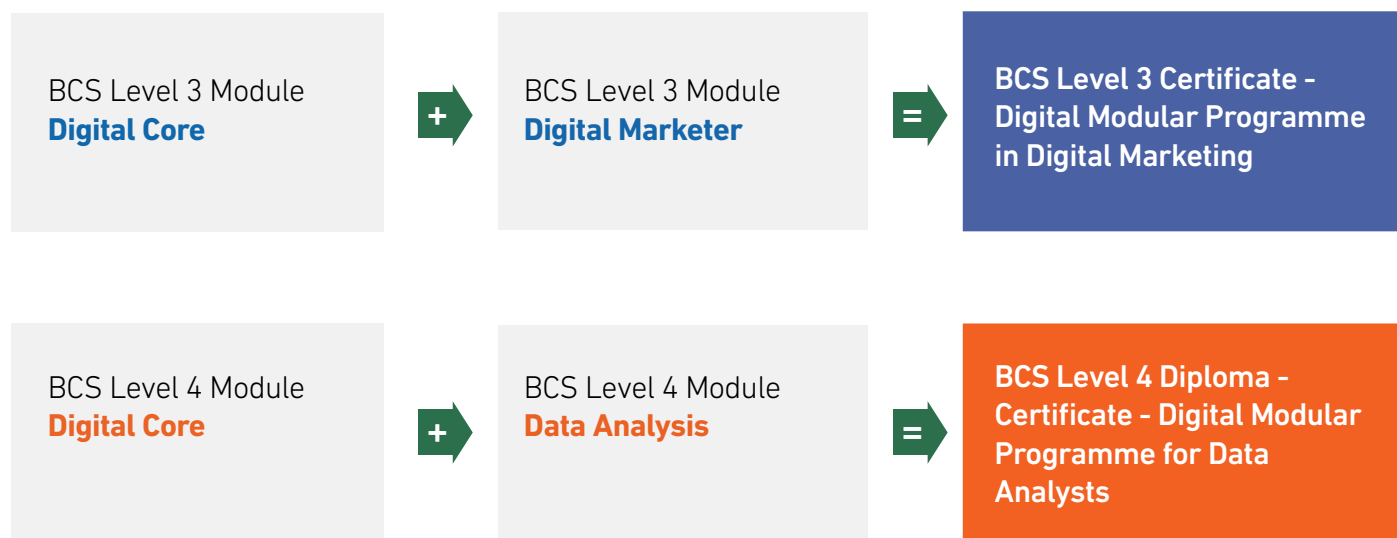 BCS Level 3 Module
Digital Core
+
BCS Level 3 Module
Digital Marketer
=
BCS Level 3 Certificate -
Digital Modular Programme
in Digital Marketing
BCS Level 4 Module
Digital Core
+
BCS Level 4 Module
Data Analysis
=
BCS Level 4 Diploma -
Certificate - Digital Modular
Programme for Data
Analysts